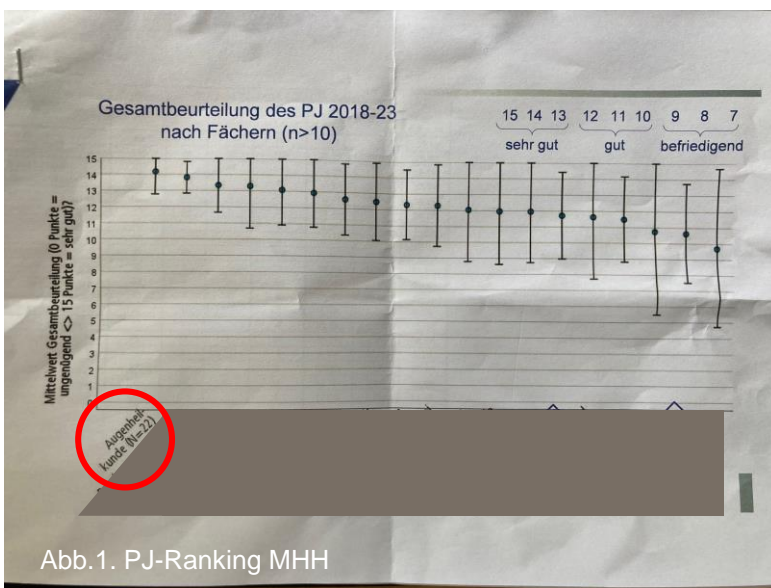 Gesamtbeurteilung des PJ 2018-23
nach Fächern (n>10)
15 14 13 12 11 10 9 8 7
sehr gut gut befriedigend
Mittelwert Gesamtbeurteilung (0 Punkte =
ungenügend <> 15 Punkte = sehr gut)?
15
14
13
12
11
10
9
8
7
6
5
4
3
2
1
0
Augenheil-
kunde (N=22)
Abb.1. PJ-Ranking MHH